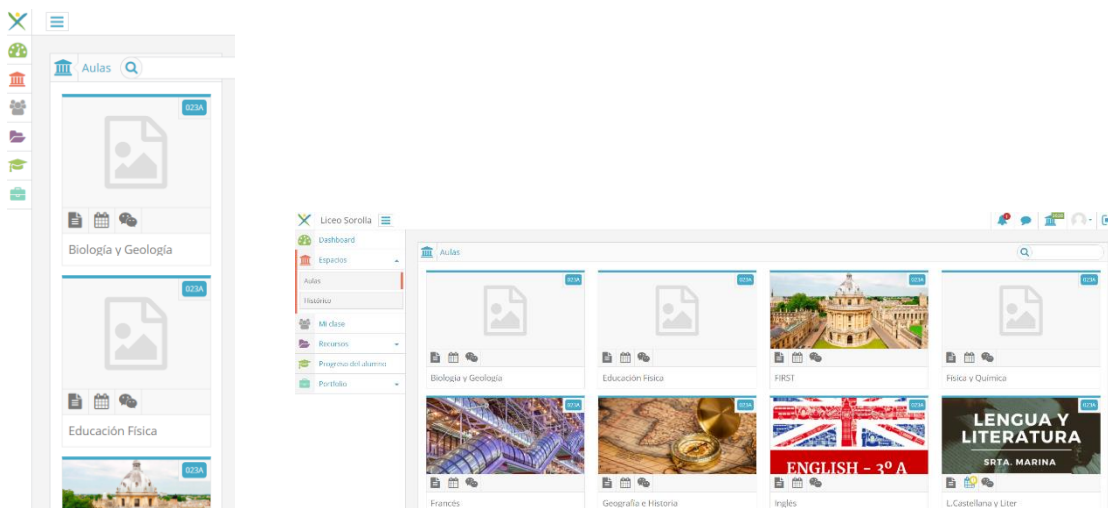 Aulas
023A
Biología y Geología
023A
Educación Física
023A
Liceo Sorolla
Dashboard
Espacios
Aulas
Histórico
Mi clase
Recursos
Progreso del alumno
Portfolio
Aulas
023A
Biología y Geología
023A
Educación Física
023A
FIRST
023A
Física y Química
023A
Francés
023A
Geografía e Historia
023A
ENGLISH - 3º A
Inglés
023A
LENGUA Y
LITERATURA
SRTA. MARINA
L.Castellana y Liter